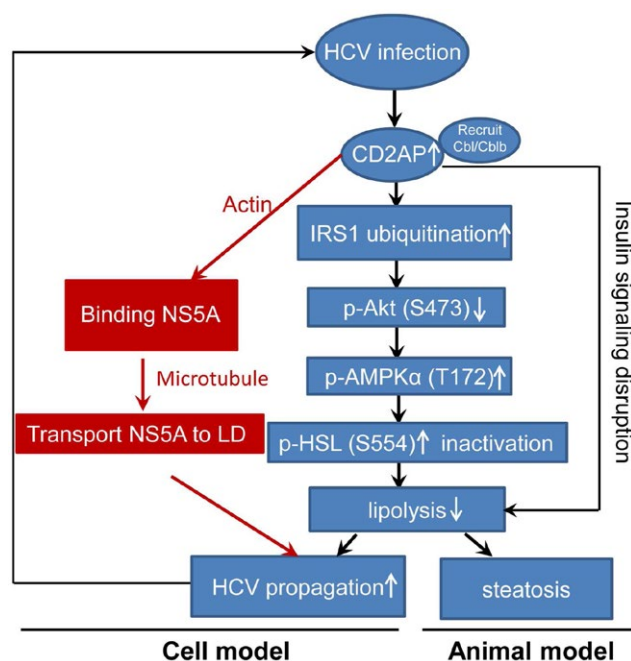 HCV infection
CD2AP↑
Recruit
Cbl/Cblb
Actin
IRS1 ubiquitination↑
Binding NS5A
p-Akt (S473)↓
Microtubule
p-AMPKα (T172)↑
Transport NS5A to LD
p-HSL (S554)↑ inactivation
lipolysis↓
Insulin signaling disruption
HCV propagation↑
steatosis
Cell model
Animal model